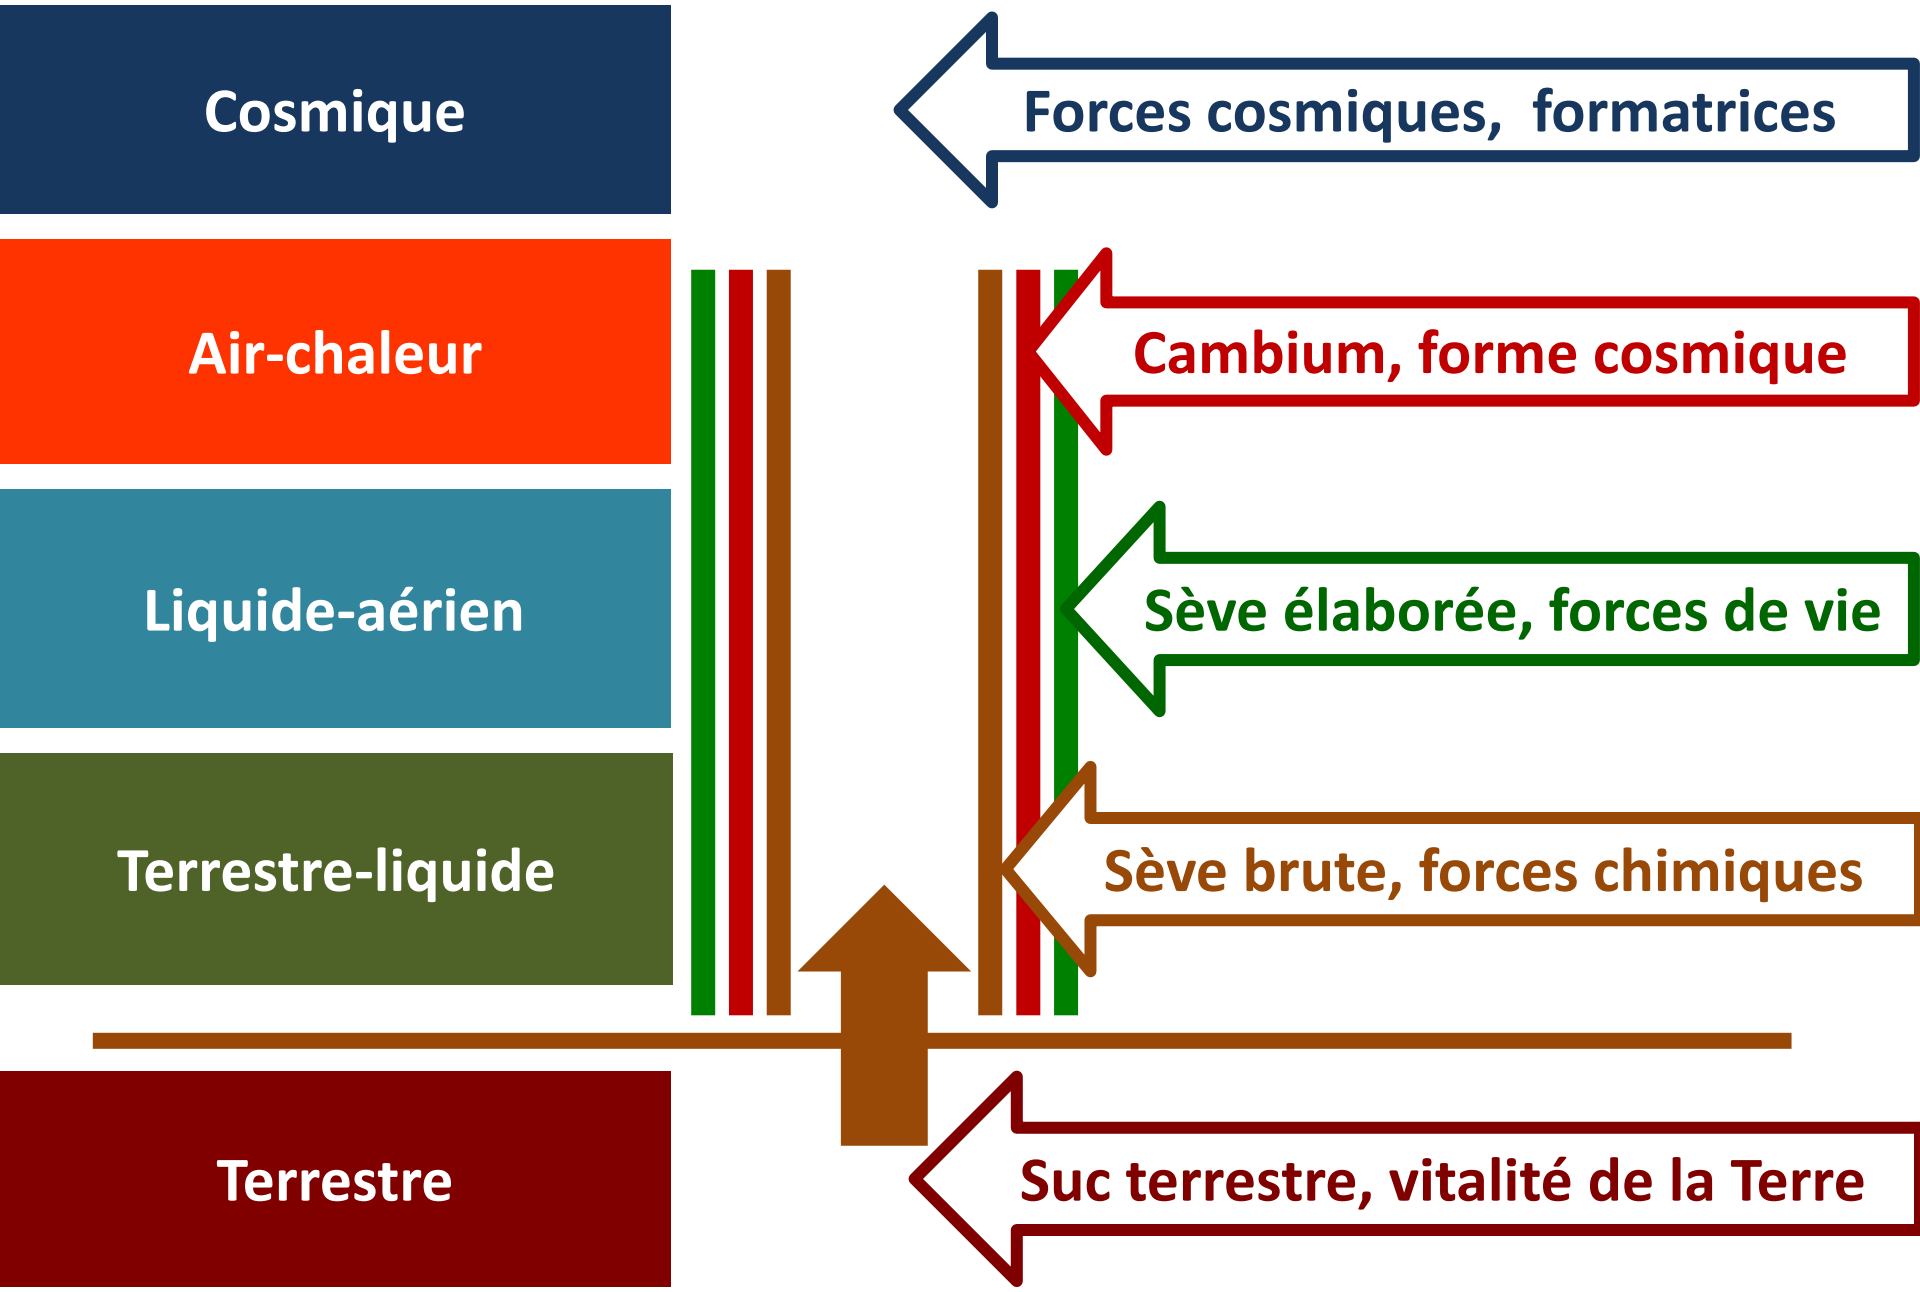 Cosmique
Forces cosmiques,  formatrices
Air-chaleur
Cambium, forme cosmique
Liquide-aérien
Sève élaborée, forces de vie
Terrestre-liquide
Sève brute, forces chimiques
Terrestre
Suc terrestre, vitalité de la Terre